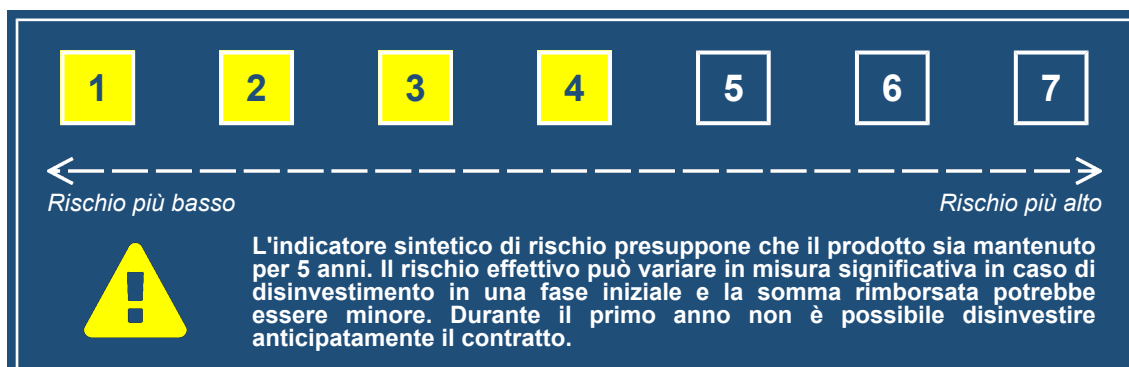 1 2 3 4 5 6 7
Rischio più basso Rischio più alto
L'indicatore sintetico di rischio presuppone che il prodotto sia mantenuto
per 5 anni. Il rischio effettivo può variare in misura significativa in caso di
disinvestimento in una fase iniziale e la somma rimborsata potrebbe
essere minore. Durante il primo anno non è possibile disinvestire
anticipatamente il contratto.